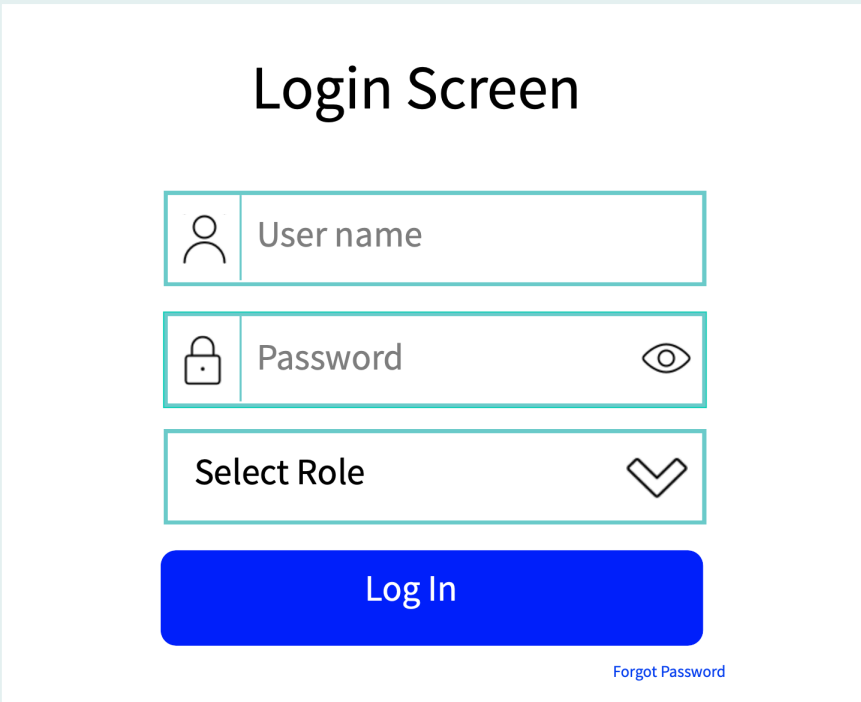 Login Screen
User name
Password
Select Role
Log In
Forgot Password